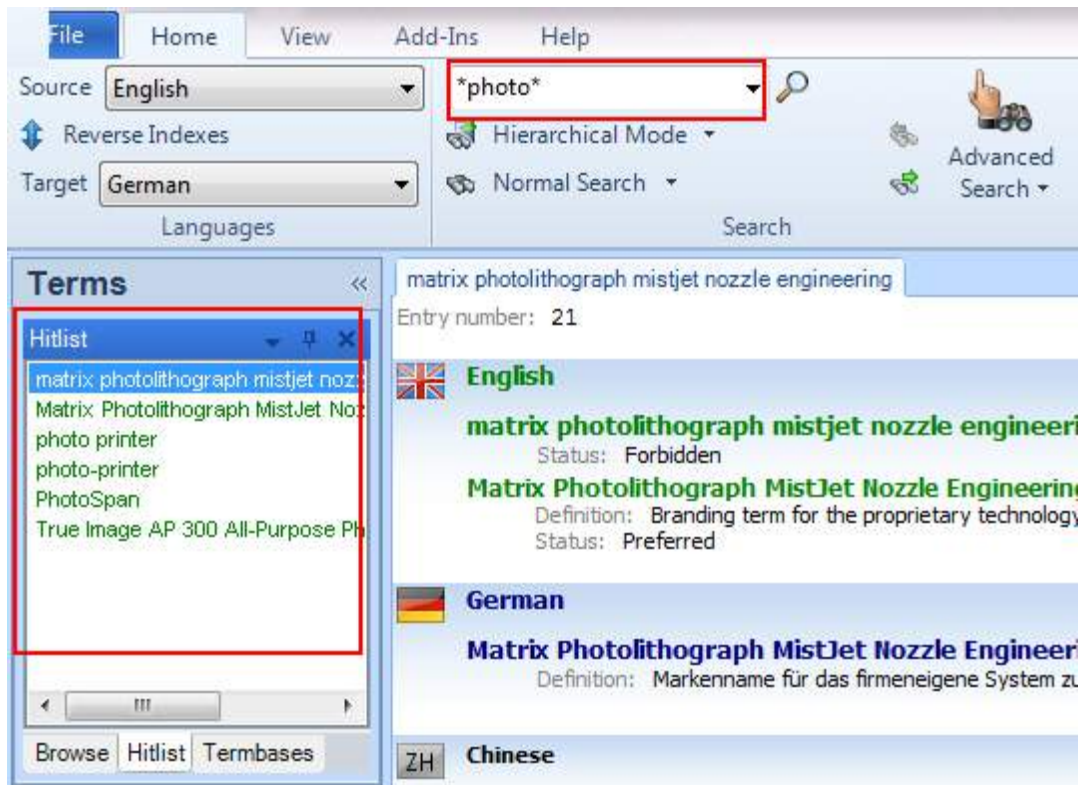 File Home View Add-Ins Help
Source English
*photo*
Reverse Indexes
Hierarchical Mode
Advanced Search
Target German
Normal Search
Languages
Search
Terms
Hitlist
matrix photolithograph mistjet noz
Matrix Photolithograph MistJet Noz
photo printer
photo-printer
PhotoSpan
True Image AP 300 All-Purpose Ph
Browse Hitlist Termbases
matrix photolithograph mistjet nozzle engineering
Entry number: 21
English
matrix photolithograph mistjet nozzle engineeri
Status: Forbidden
Matrix Photolithograph MistJet Nozzle Engineering
Definition: Branding term for the proprietary technology
Status: Preferred
German
Matrix Photolithograph MistJet Nozzle Engineeri
Definition: Markenname für das firmeneigene System zu
ZH Chinese